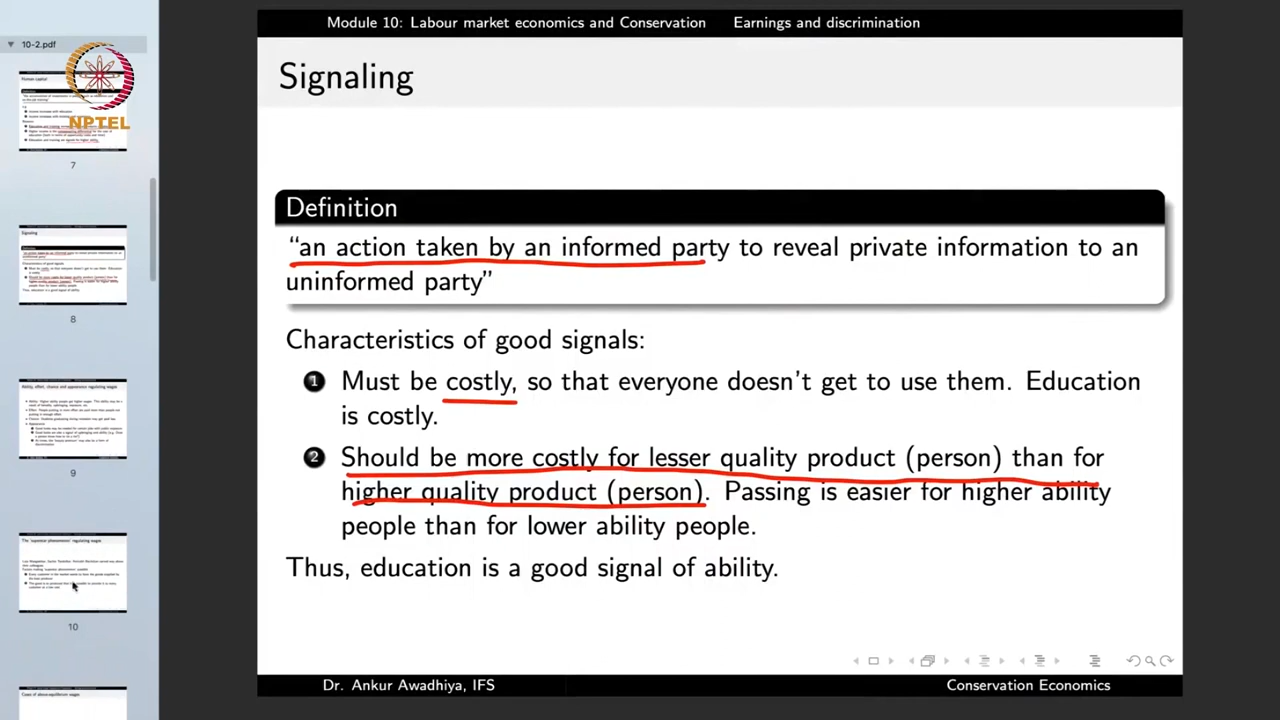 Module 10: Labour market economics and Conservation Earnings and discrimination
10-2.pdf
NPTEL
7
8
9
10
Signaling
Definition
“an action taken by an informed party to reveal private information to an
uninformed party”
Characteristics of good signals:
1 Must be costly, so that everyone doesn't get to use them. Education
is costly.
2 Should be more costly for lesser quality product (person) than for
higher quality product (person). Passing is easier for higher ability
people than for lower ability people.
Thus, education is a good signal of ability.
Dr. Ankur Awadhiya, IFS Conservation Economics